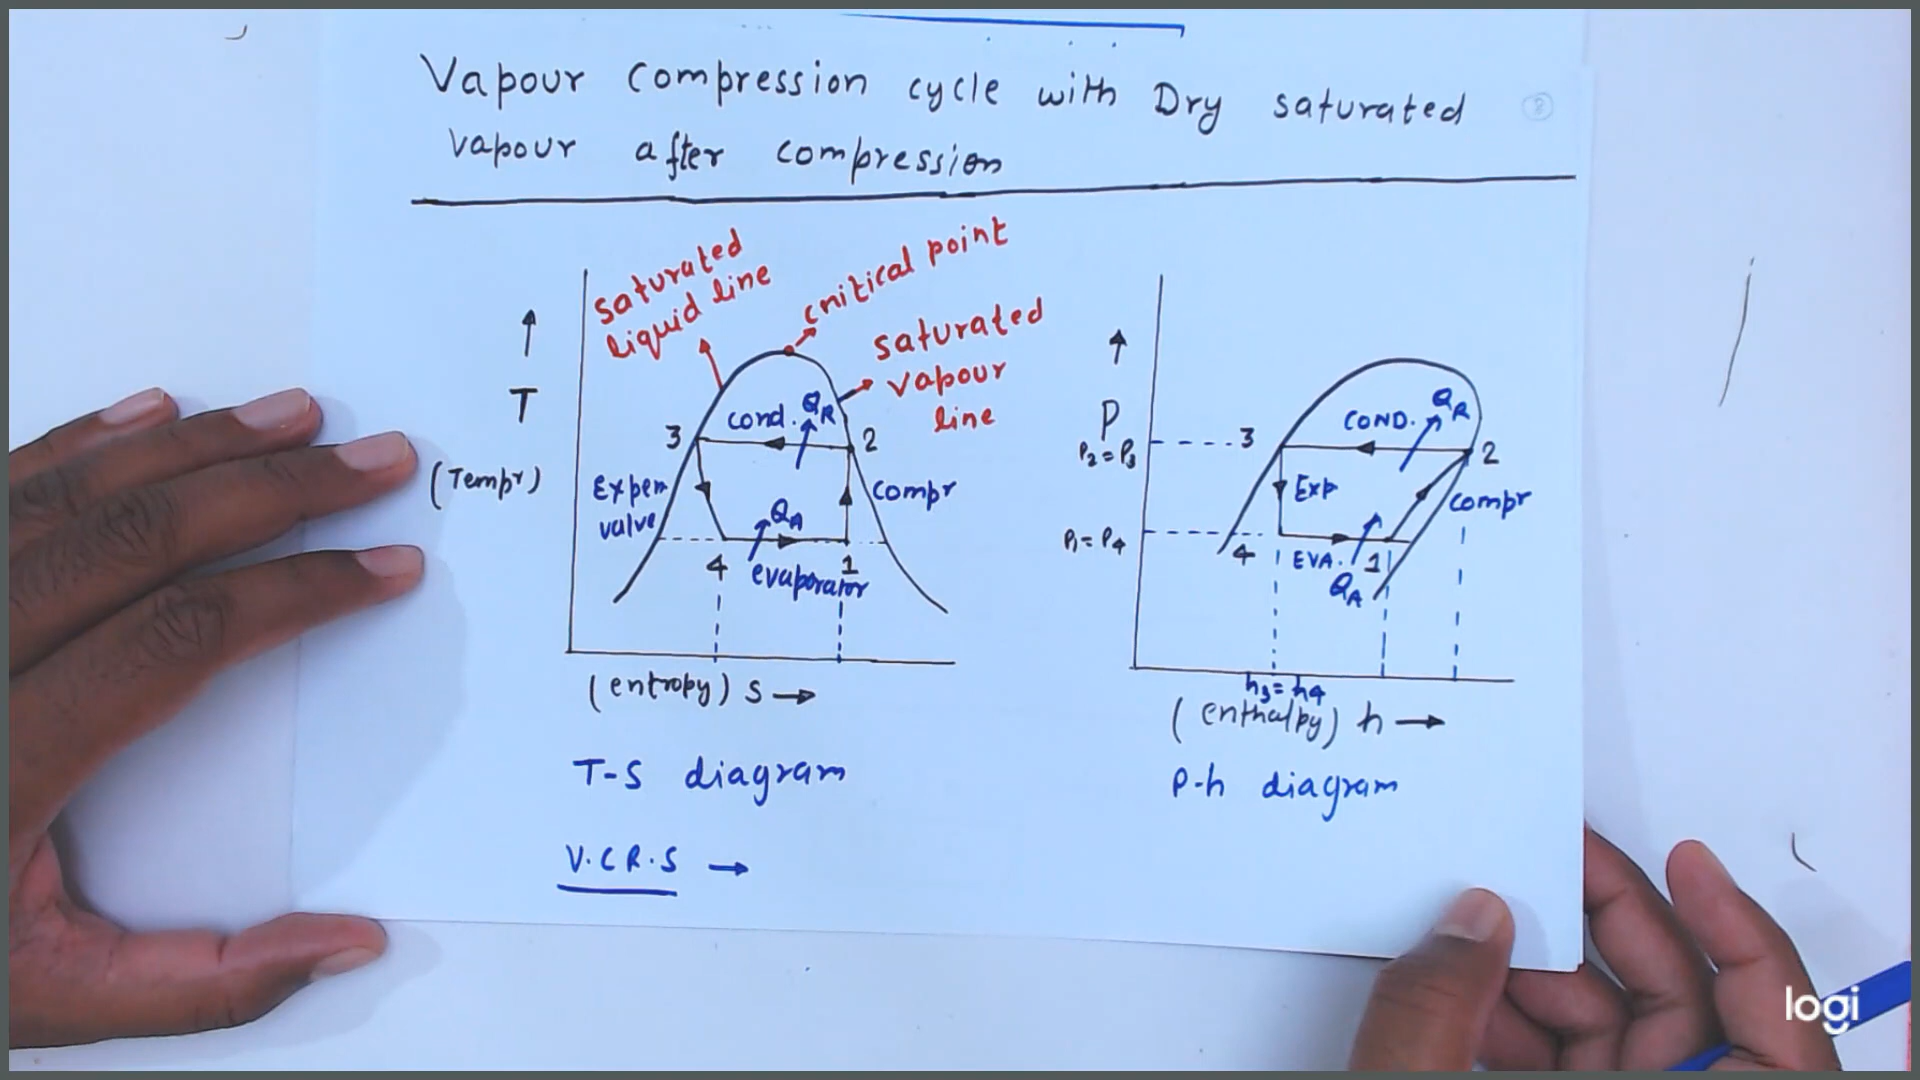 Vapour compression cycle with Dry saturated
vapour after compression
saturated
liquid line
critical point
saturated
vapour
line
T
(Tempr)
cond. QR
3
2
Expen
valve
compr
QA
4
1
evaporator
(entropy) s →
T-S diagram
V.C.R.S →
P
P2 = P3
P1 = P4
COND. QR
3
2
Exp
compr
4
EVA. 1
QA
h3 = h4
(enthalpy) h →
P-h diagram
logi